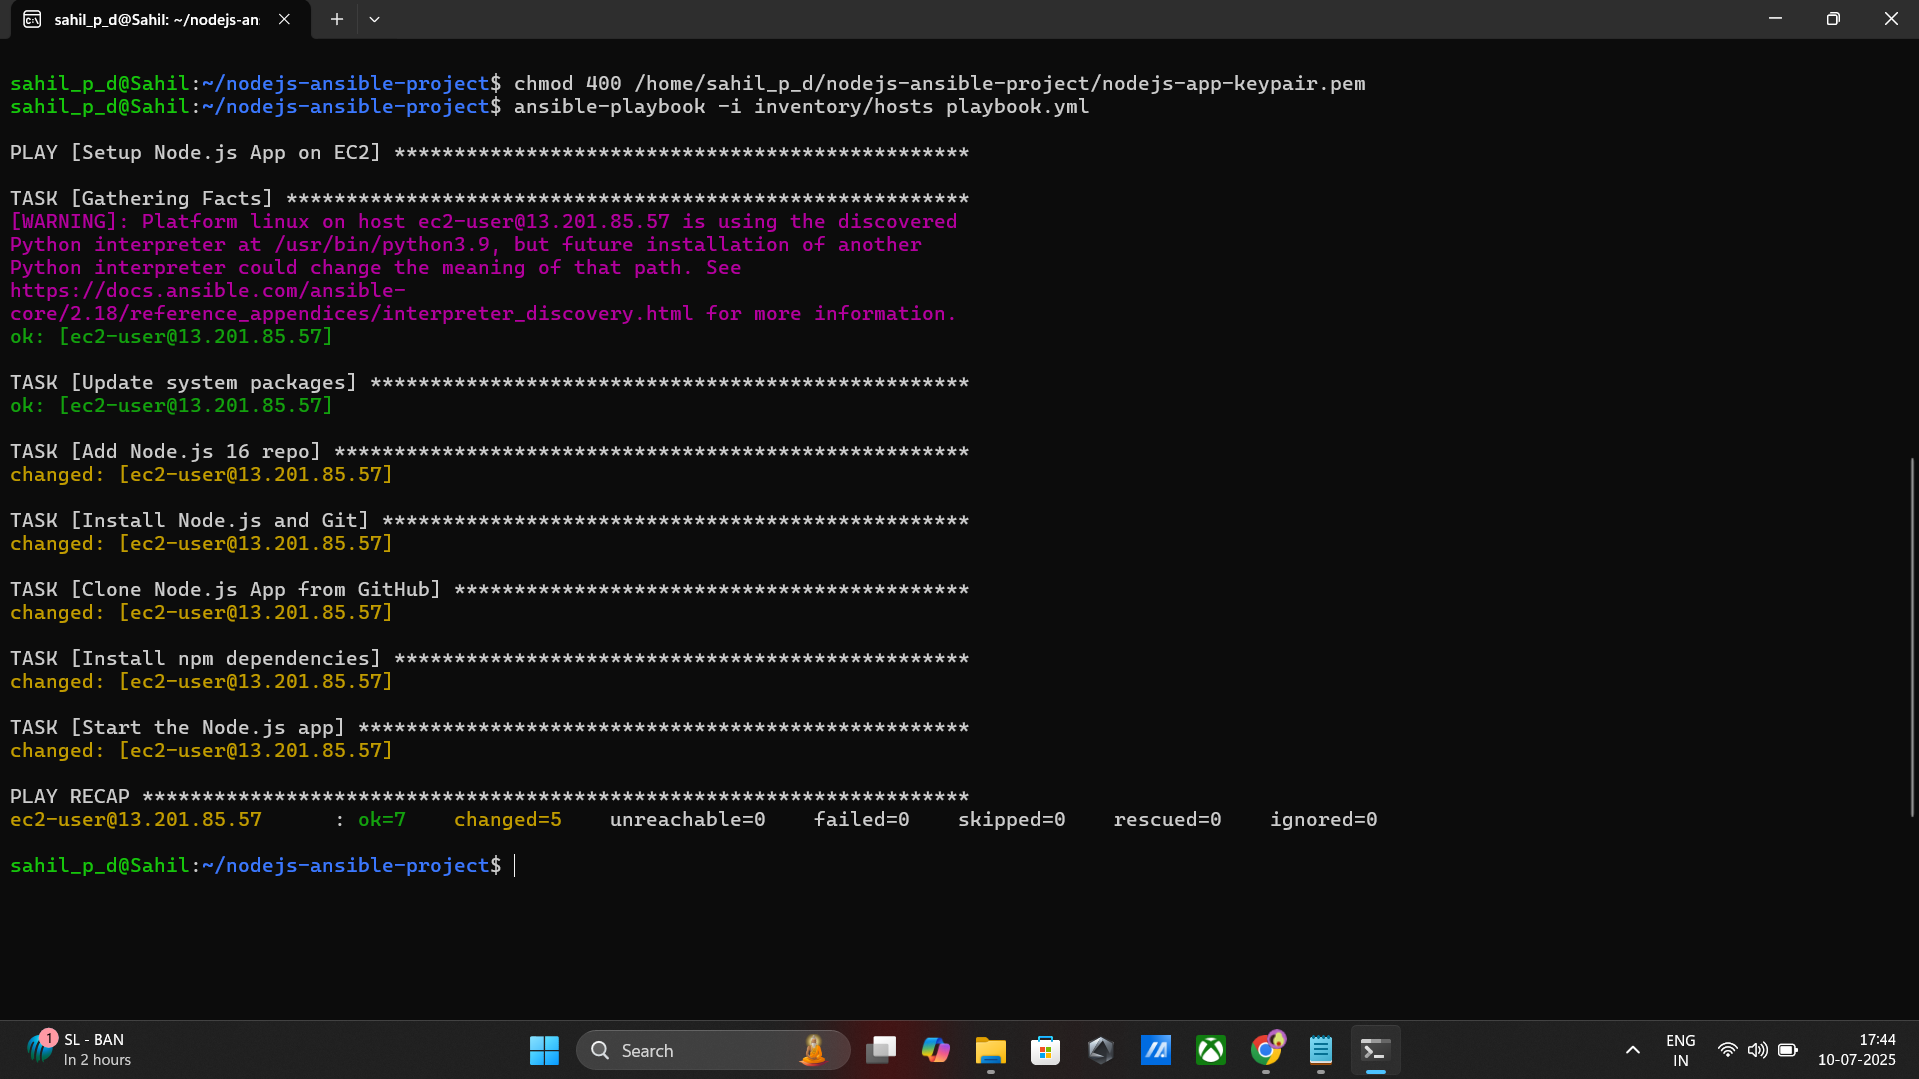 sahil_p_d@Sahil: ~/nodejs-an
sahil_p_d@Sahil:~/nodejs-ansible-project$ chmod 400 /home/sahil_p_d/nodejs-ansible-project/nodejs-app-keypair.pem
sahil_p_d@Sahil:~/nodejs-ansible-project$ ansible-playbook -i inventory/hosts playbook.yml
PLAY [Setup Node.js App on EC2] ************************************************
TASK [Gathering Facts] *********************************************************
[WARNING]: Platform linux on host ec2-user@13.201.85.57 is using the discovered
Python interpreter at /usr/bin/python3.9, but future installation of another
Python interpreter could change the meaning of that path. See
https://docs.ansible.com/ansible-
core/2.18/reference_appendices/interpreter_discovery.html for more information.
ok: [ec2-user@13.201.85.57]
TASK [Update system packages] **************************************************
ok: [ec2-user@13.201.85.57]
TASK [Add Node.js 16 repo] *****************************************************
changed: [ec2-user@13.201.85.57]
TASK [Install Node.js and Git] *************************************************
changed: [ec2-user@13.201.85.57]
TASK [Clone Node.js App from GitHub] *******************************************
changed: [ec2-user@13.201.85.57]
TASK [Install npm dependencies] ************************************************
changed: [ec2-user@13.201.85.57]
TASK [Start the Node.js app] ***************************************************
changed: [ec2-user@13.201.85.57]
PLAY RECAP *********************************************************************
ec2-user@13.201.85.57      : ok=7    changed=5    unreachable=0    failed=0    skipped=0    rescued=0    ignored=0
sahil_p_d@Sahil:~/nodejs-ansible-project$
1
SL - BAN
In 2 hours
Search
ENG
IN
17:44
10-07-2025